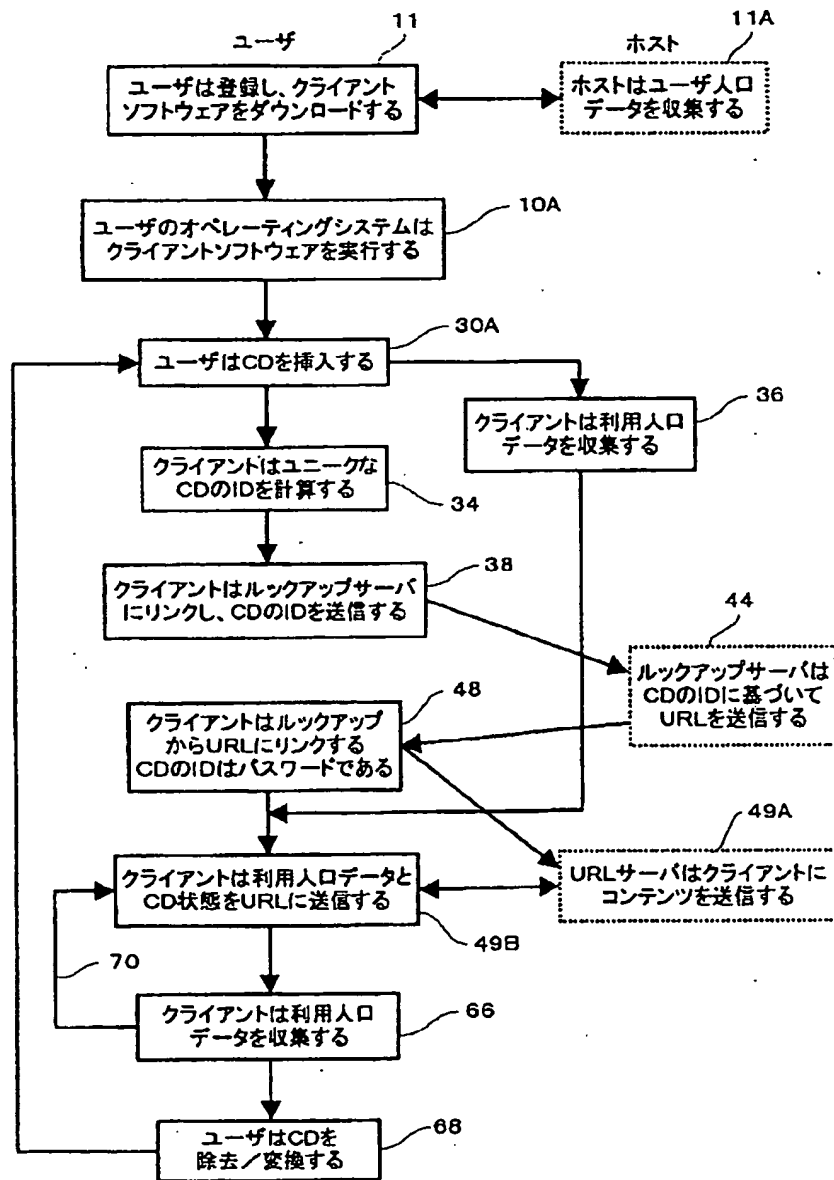 11
11A
ユーザ
ホスト
ユーザは登録し、クライアント
ソフトウェアをダウンロードする
ホストはユーザ人口
データを収集する
10A
ユーザのオペレーティングシステムは
クライアントソフトウェアを実行する
30A
ユーザはCDを挿入する
36
クライアントは利用人口
データを収集する
クライアントはユニークな
CDのIDを計算する
34
38
クライアントはルックアップサーバ
にリンクし、CDのIDを送信する
44
ルックアップサーバは
CDのIDに基づいて
URLを送信する
48
クライアントはルックアップ
からURLにリンクする
CDのIDはパスワードである
49A
クライアントは利用人口データと
CD状態をURLに送信する
URLサーバはクライアントに
コンテンツを送信する
49B
70
クライアントは利用人口
データを収集する
66
ユーザはCDを
除去/変換する
68